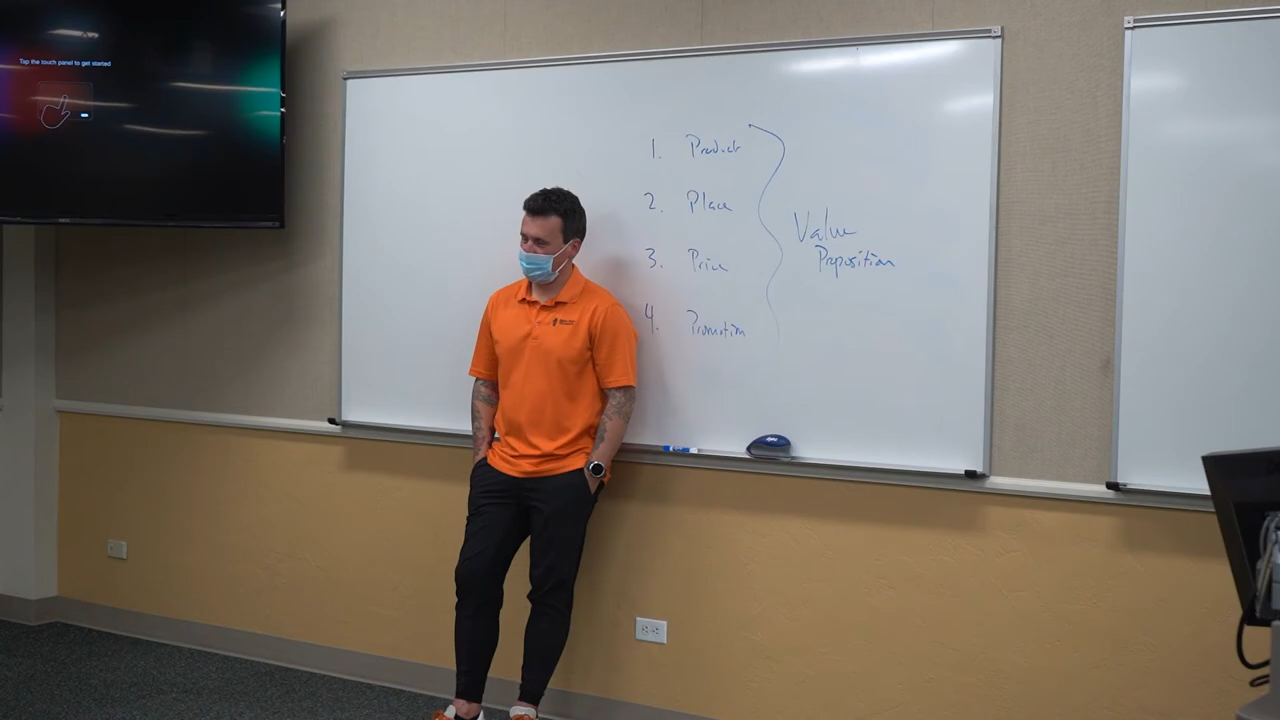 Tap the touch panel to get started
1. Product
2. Place
3. Price
4. Promotion
Value
Proposition